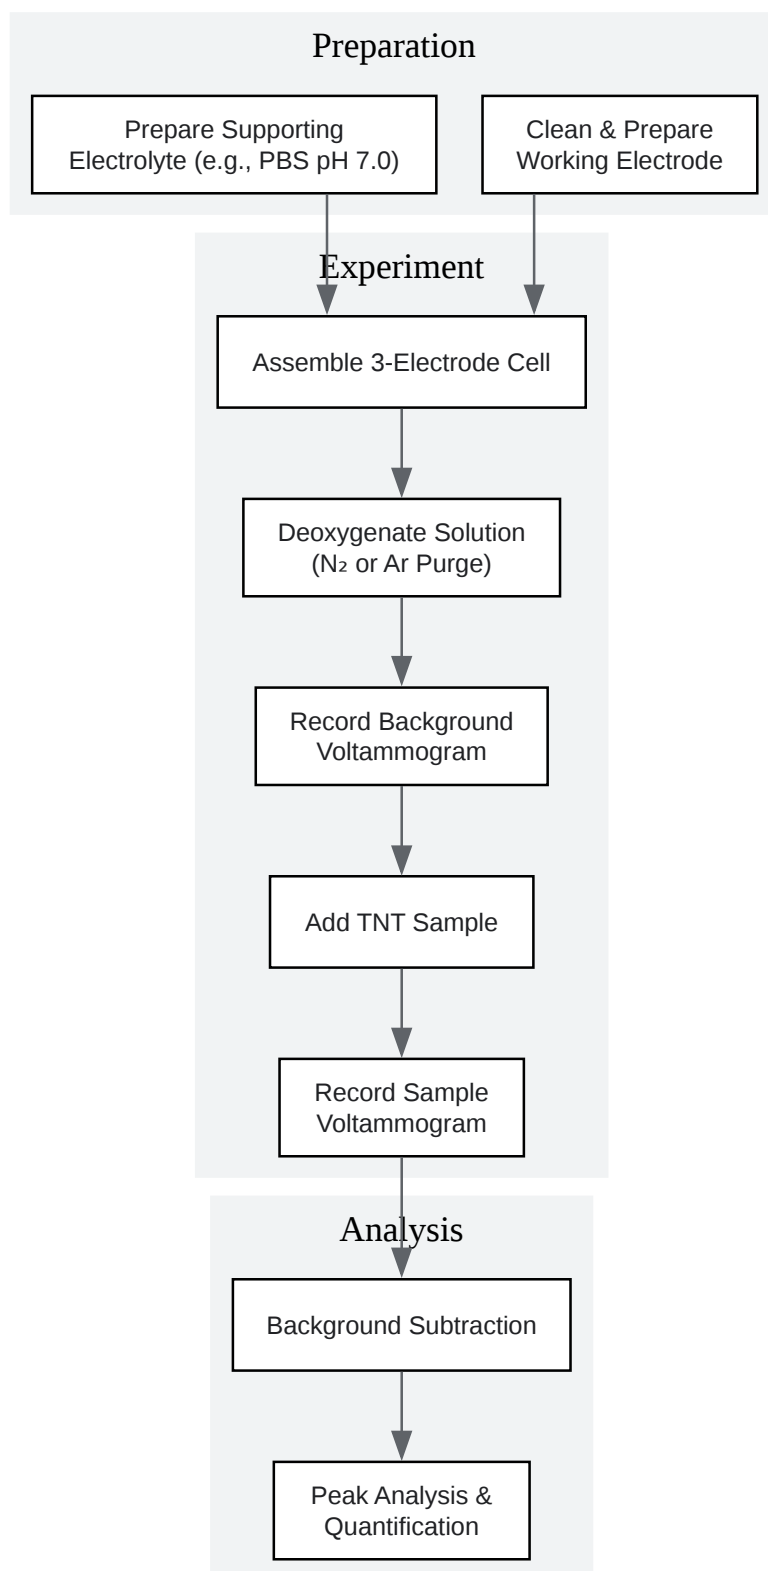 Preparation
Prepare Supporting
Electrolyte (e.g., PBS pH 7.0)
Clean & Prepare
Working Electrode
Experiment
Assemble 3-Electrode Cell
Deoxygenate Solution
(N₂ or Ar Purge)
Record Background
Voltammogram
Add TNT Sample
Record Sample
Voltammogram
Analysis
Background Subtraction
Peak Analysis &
Quantification